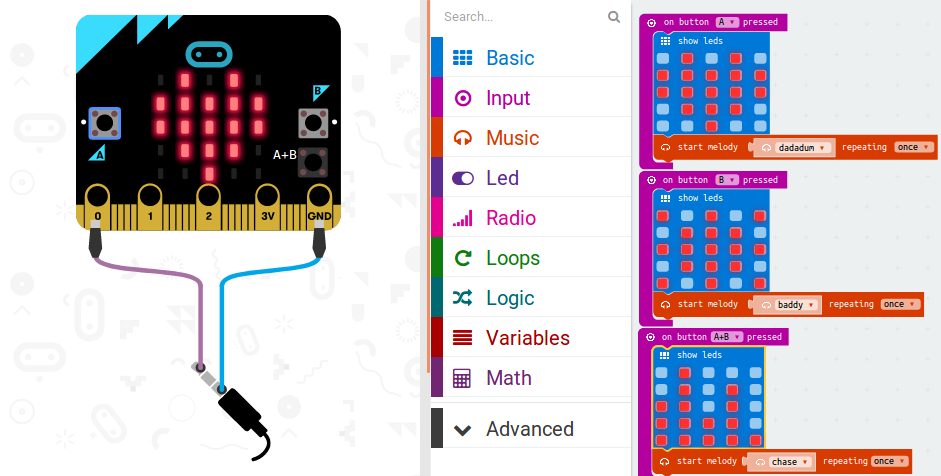 B
A
A+B
0 1 2 3V GND
Search...
Basic
Input
Music
Led
Radio
Loops
Logic
Variables
Math
Advanced
on button A pressed
show leds
start melody dadadum repeating once
on button B pressed
show leds
start melody baddy repeating once
on button A+B pressed
show leds
start melody chase repeating once